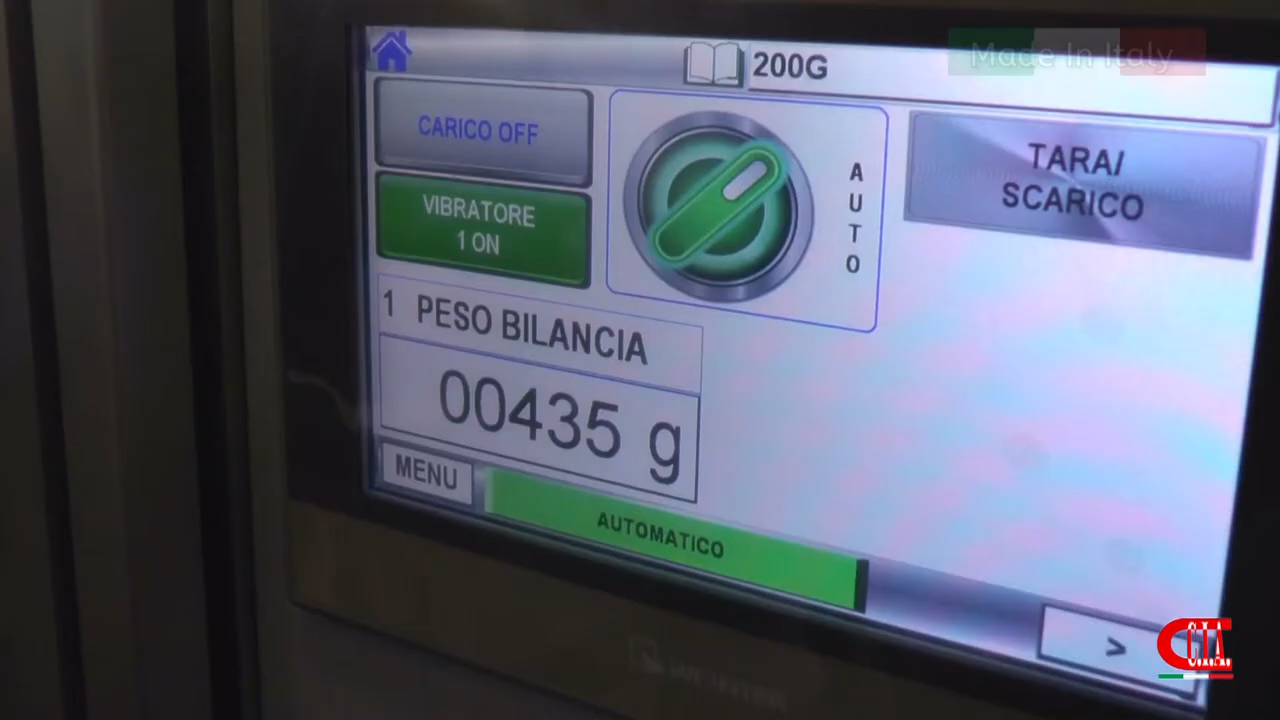 200G
Made In Italy
CARICO OFF
VIBRATORE
1 ON
A
U
T
O
TARA/
SCARICO
1 PESO BILANCIA
00435 g
MENU
AUTOMATICO
>
C.I.A.